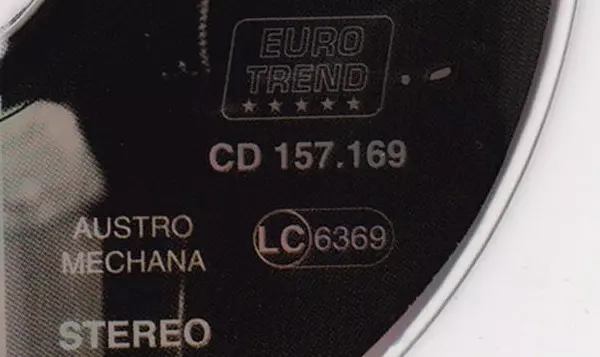 EURO
TREND
★★★★★
CD 157.169
AUSTRO
MECHANA
LC 6369
STEREO